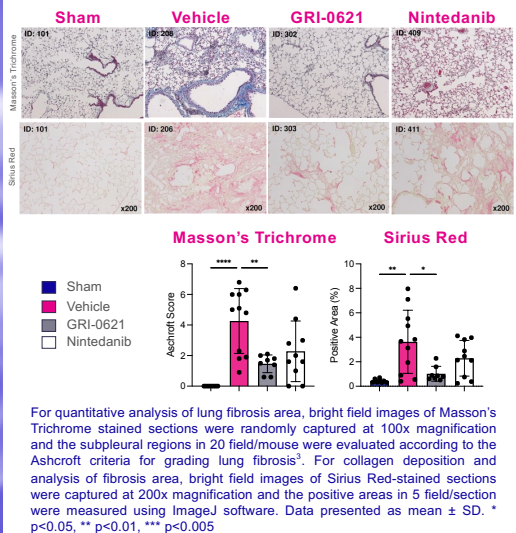 Sham Vehicle GRI-0621 Nintedanib
Masson's Trichrome
ID: 101 ID: 208 ID: 302 ID: 409
Sirius Red
ID: 101 ID: 206 ID: 303 ID: 411
x200 x200 x200 x200
Masson's Trichrome Sirius Red
Sham
Vehicle
GRI-0621
Nintedanib
Aschroft Score
8
6
4
2
0
**** **
Positive Area (%)
10
8
6
4
2
0
** *
For quantitative analysis of lung fibrosis area, bright field images of Masson's
Trichrome stained sections were randomly captured at 100x magnification
and the subpleural regions in 20 field/mouse were evaluated according to the
Ashcroft criteria for grading lung fibrosis³. For collagen deposition and
analysis of fibrosis area, bright field images of Sirius Red-stained sections
were captured at 200x magnification and the positive areas in 5 field/section
were measured using ImageJ software. Data presented as mean ± SD. *
p<0.05, ** p<0.01, *** p<0.005